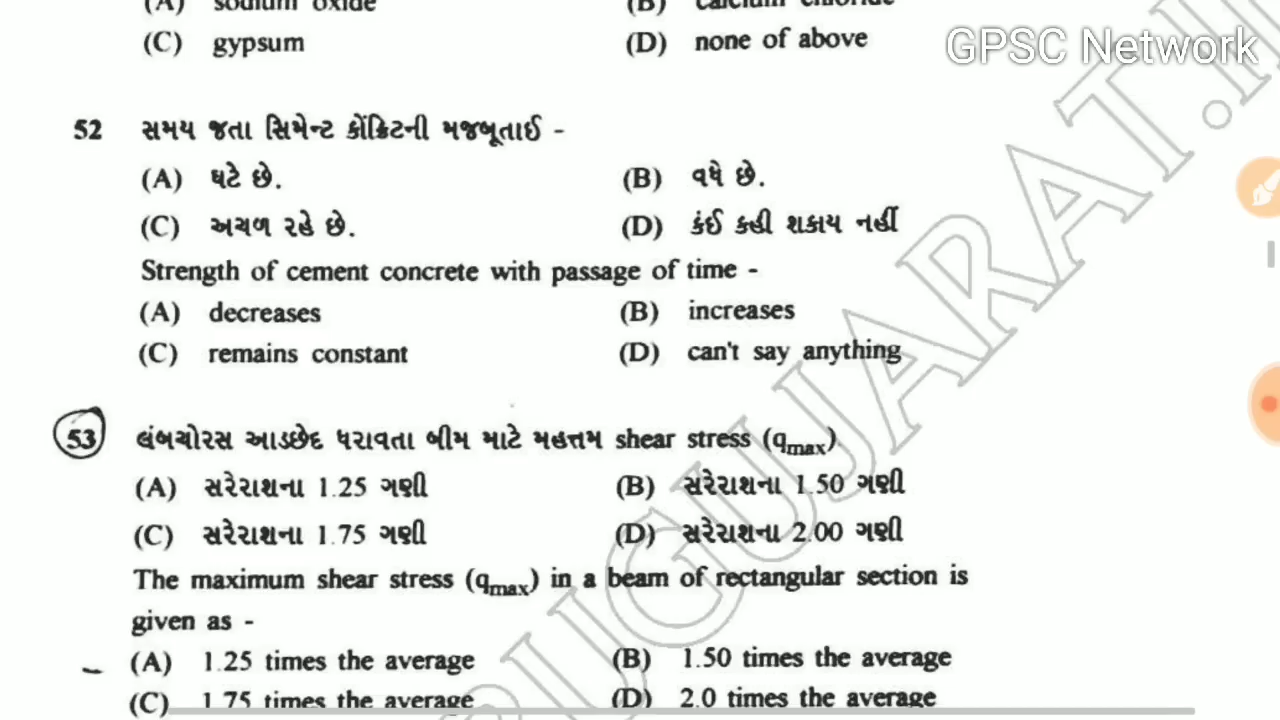 (A) sodium oxide (B) calcium chloride
(C) gypsum (D) none of above
GPSC Network
52 સમય જતા સિમેન્ટ કોંક્રિટની મજબૂતાઈ -
(A) ઘટે છે. (B) વધે છે.
(C) અચળ રહે છે. (D) કંઈ કહી શકાય નહીં
Strength of cement concrete with passage of time -
(A) decreases (B) increases
(C) remains constant (D) can't say anything
53 લંબચોરસ આડછેદ ધરાવતા બીમ માટે મહત્તમ shear stress (qmax)
(A) સરેરાશના 1.25 ગણી (B) સરેરાશના 1.50 ગણી
(C) સરેરાશના 1.75 ગણી (D) સરેરાશના 2.00 ગણી
The maximum shear stress (qmax) in a beam of rectangular section is
given as -
(A) 1.25 times the average (B) 1.50 times the average
(C) 1.75 times the average (D) 2.0 times the average